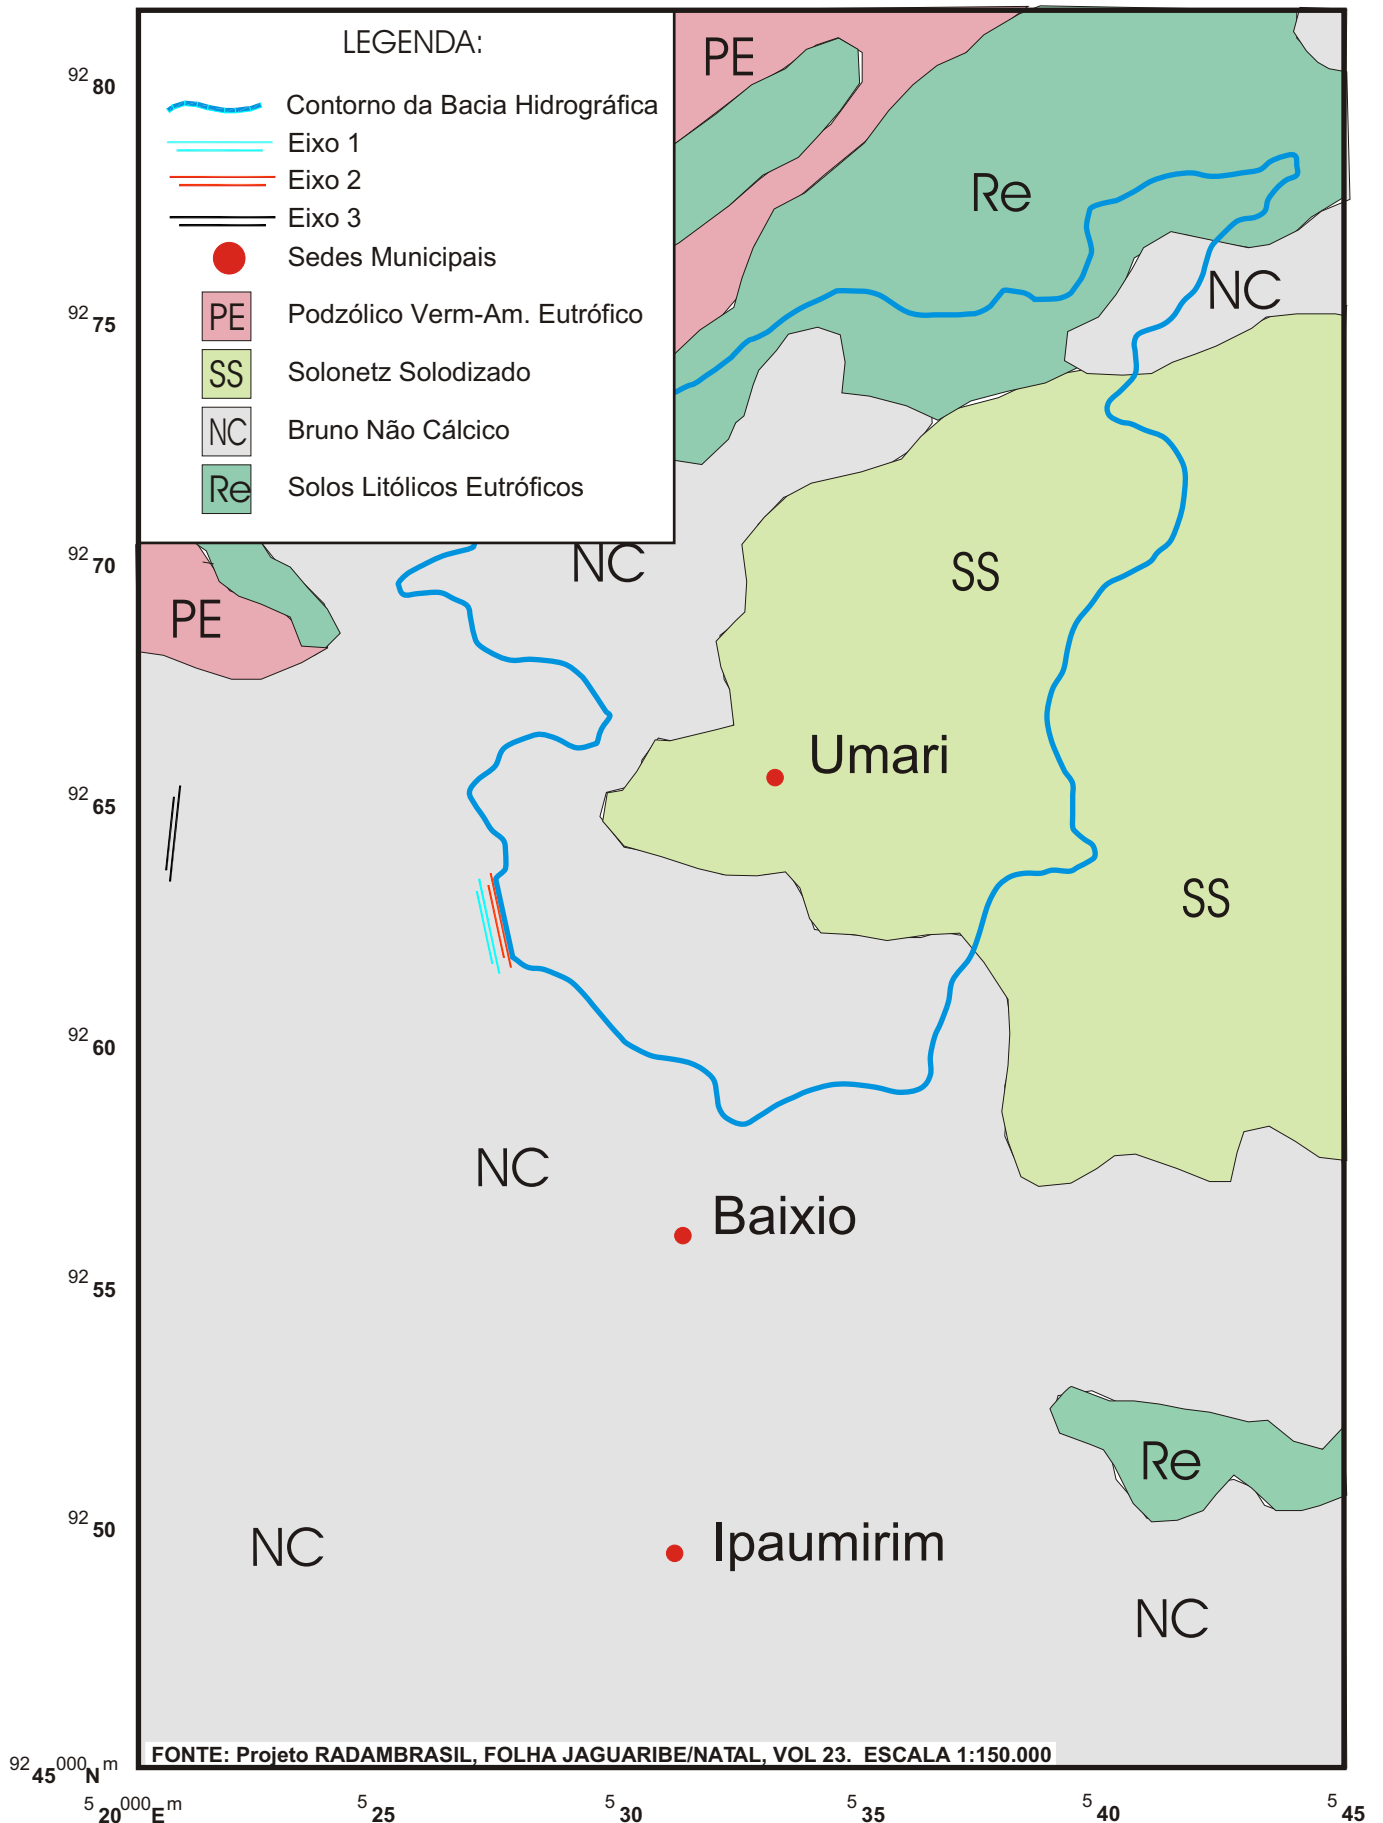 LEGENDA:
Contorno da Bacia Hidrográfica
Eixo 1
Eixo 2
Eixo 3
Sedes Municipais
PE Podzólico Verm-Am. Eutrófico
SS Solonetz Solodizado
NC Bruno Não Cálcico
Re Solos Litólicos Eutróficos
PE
Re
NC
NC
SS
PE
Umari
SS
NC
Baixio
Re
NC
Ipaumirim
NC
92 80
92 75
92 70
92 65
92 60
92 55
92 50
92 45 000 N m
FONTE: Projeto RADAMBRASIL, FOLHA JAGUARIBE/NATAL, VOL 23. ESCALA 1:150.000
5 20 000 E m
5 25
5 30
5 35
5 40
5 45